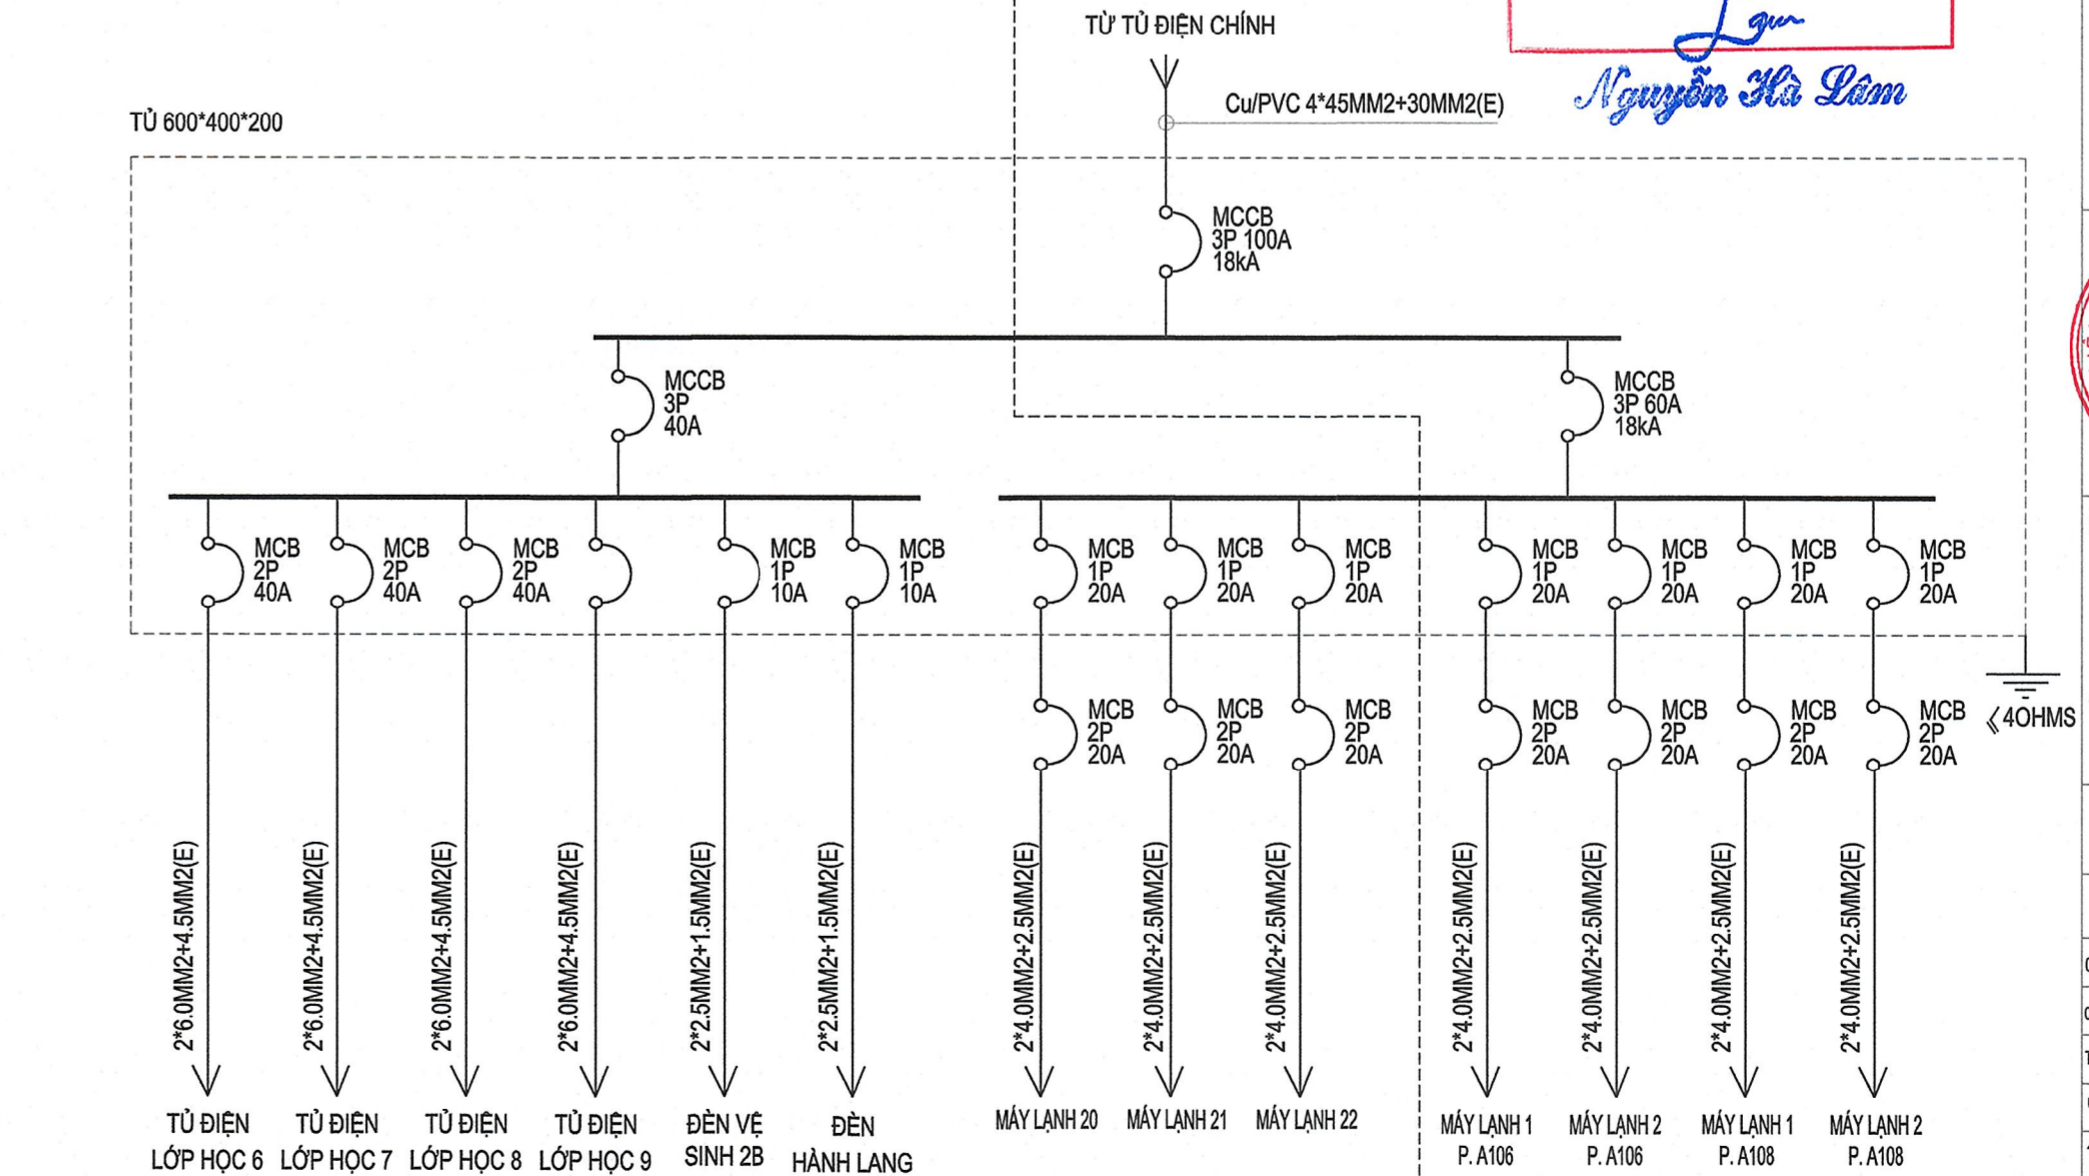 TỪ TỦ ĐIỆN CHÍNH
Cu/PVC 4*45MM2+30MM2(E)
Nguyễn Hà Lâm
TỦ 600*400*200
MCCB
3P 100A
18kA
MCCB
3P
40A
MCCB
3P 60A
18kA
MCB
2P
40A
MCB
2P
40A
MCB
2P
40A
MCB
1P
10A
MCB
1P
10A
MCB
1P
20A
MCB
1P
20A
MCB
1P
20A
MCB
1P
20A
MCB
1P
20A
MCB
1P
20A
MCB
1P
20A
MCB
2P
20A
MCB
2P
20A
MCB
2P
20A
MCB
2P
20A
MCB
2P
20A
MCB
2P
20A
MCB
2P
20A
≪4OHMS
2*6.0MM2+4.5MM2(E)
2*6.0MM2+4.5MM2(E)
2*6.0MM2+4.5MM2(E)
2*6.0MM2+4.5MM2(E)
2*2.5MM2+1.5MM2(E)
2*2.5MM2+1.5MM2(E)
2*4.0MM2+2.5MM2(E)
2*4.0MM2+2.5MM2(E)
2*4.0MM2+2.5MM2(E)
2*4.0MM2+2.5MM2(E)
2*4.0MM2+2.5MM2(E)
2*4.0MM2+2.5MM2(E)
2*4.0MM2+2.5MM2(E)
TỦ ĐIỆN
LỚP HỌC 6
TỦ ĐIỆN
LỚP HỌC 7
TỦ ĐIỆN
LỚP HỌC 8
TỦ ĐIỆN
LỚP HỌC 9
ĐÈN VỆ
SINH 2B
ĐÈN
HÀNH LANG
MÁY LẠNH 20
MÁY LẠNH 21
MÁY LẠNH 22
MÁY LẠNH 1
P. A106
MÁY LẠNH 2
P. A106
MÁY LẠNH 1
P. A108
MÁY LẠNH 2
P. A108